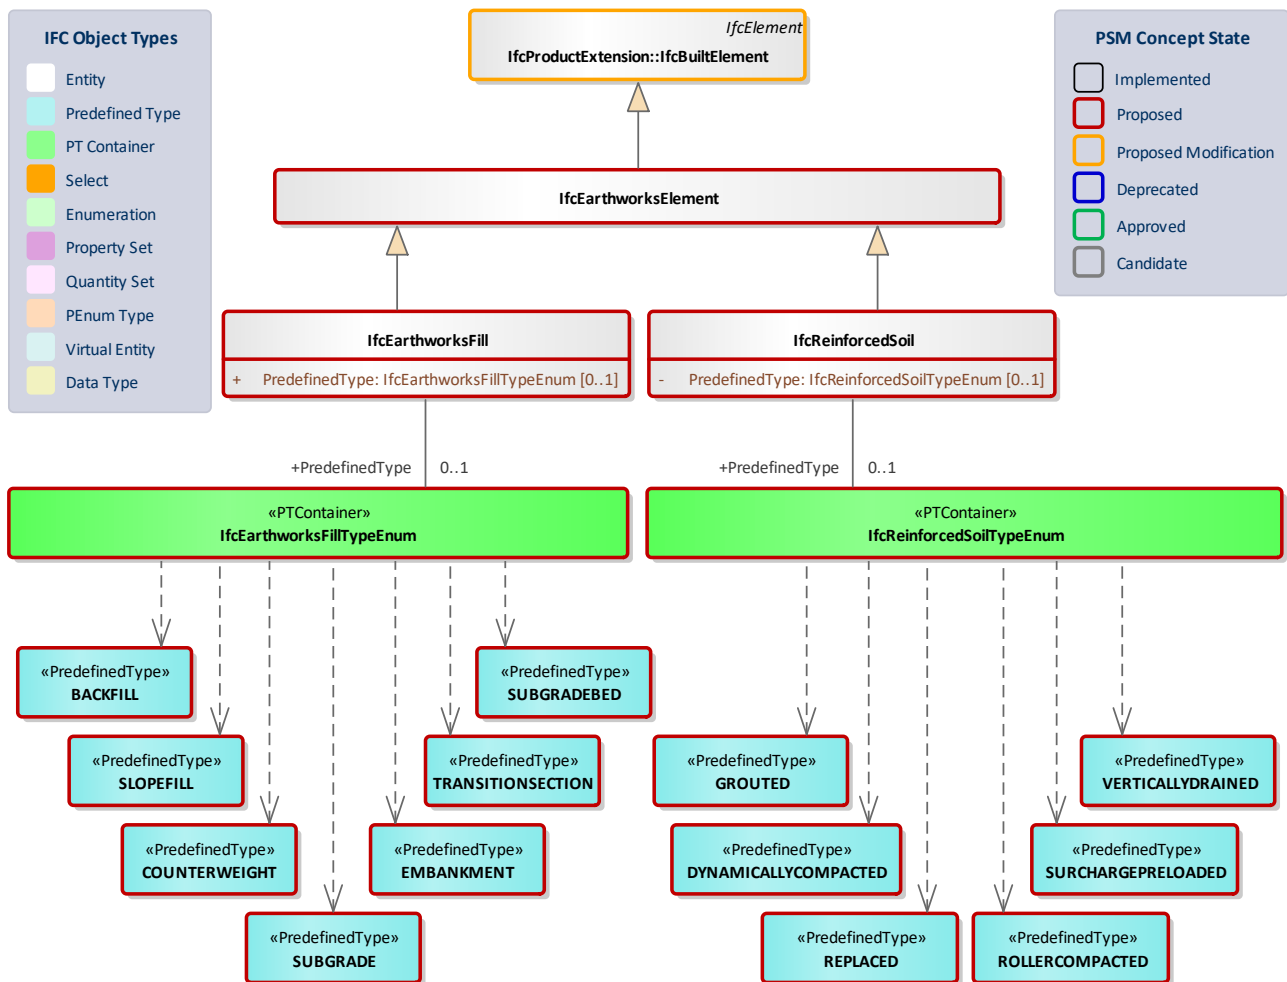 IFC Object Types
Entity
Predefined Type
PT Container
Select
Enumeration
Property Set
Quantity Set
PEnum Type
Virtual Entity
Data Type
IfcElement
IfcProductExtension::IfcBuiltElement
PSM Concept State
Implemented
Proposed
Proposed Modification
Deprecated
Approved
Candidate
IfcEarthworksElement
IfcEarthworksFill
+ PredefinedType: IfcEarthworksFillTypeEnum [0..1]
IfcReinforcedSoil
- PredefinedType: IfcReinforcedSoilTypeEnum [0..1]
+PredefinedType 0..1
+PredefinedType 0..1
«PTContainer»
IfcEarthworksFillTypeEnum
«PTContainer»
IfcReinforcedSoilTypeEnum
«PredefinedType»
BACKFILL
«PredefinedType»
SUBGRADEBED
«PredefinedType»
SLOPEFILL
«PredefinedType»
TRANSITIONSECTION
«PredefinedType»
GROUTED
«PredefinedType»
VERTICALLYDRAINED
«PredefinedType»
COUNTERWEIGHT
«PredefinedType»
EMBANKMENT
«PredefinedType»
DYNAMICALLYCOMPACTED
«PredefinedType»
SURCHARGEPRELOADED
«PredefinedType»
SUBGRADE
«PredefinedType»
REPLACED
«PredefinedType»
ROLLERCOMPACTED